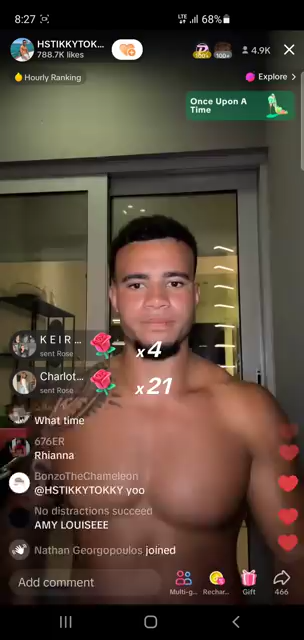 8:27
LTE
68%
HSTIKKYTOK...
788.7K likes
100+
100+
4.9K
Hourly Ranking
Explore
Once Upon A
Time
K E I R ...
sent Rose
x4
Charlot...
sent Rose
x21
What time
676ER
Rhianna
BonzoTheChameleon
@HSTIKKYTOKKY yoo
No distractions succeed
AMY LOUISEEE
Nathan Georgopoulos joined
Add comment
Multi-g...
Rechar...
Gift
466